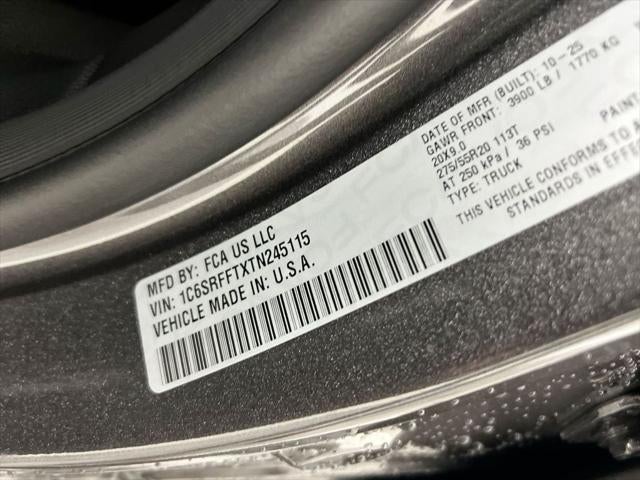 MFD BY: FCA US LLC
VIN: 1C6SRFFTXTN245115
VEHICLE MADE IN: U.S.A.
DATE OF MFR (BUILT): 10-25
GAWR FRONT: 3900 LB / 1770 KG
20X9.0
275/55R20 113T
AT 250 kPa / 36 PSI
TYPE: TRUCK PAIN
THIS VEHICLE CONFORMS TO
STANDARDS IN EFFECT